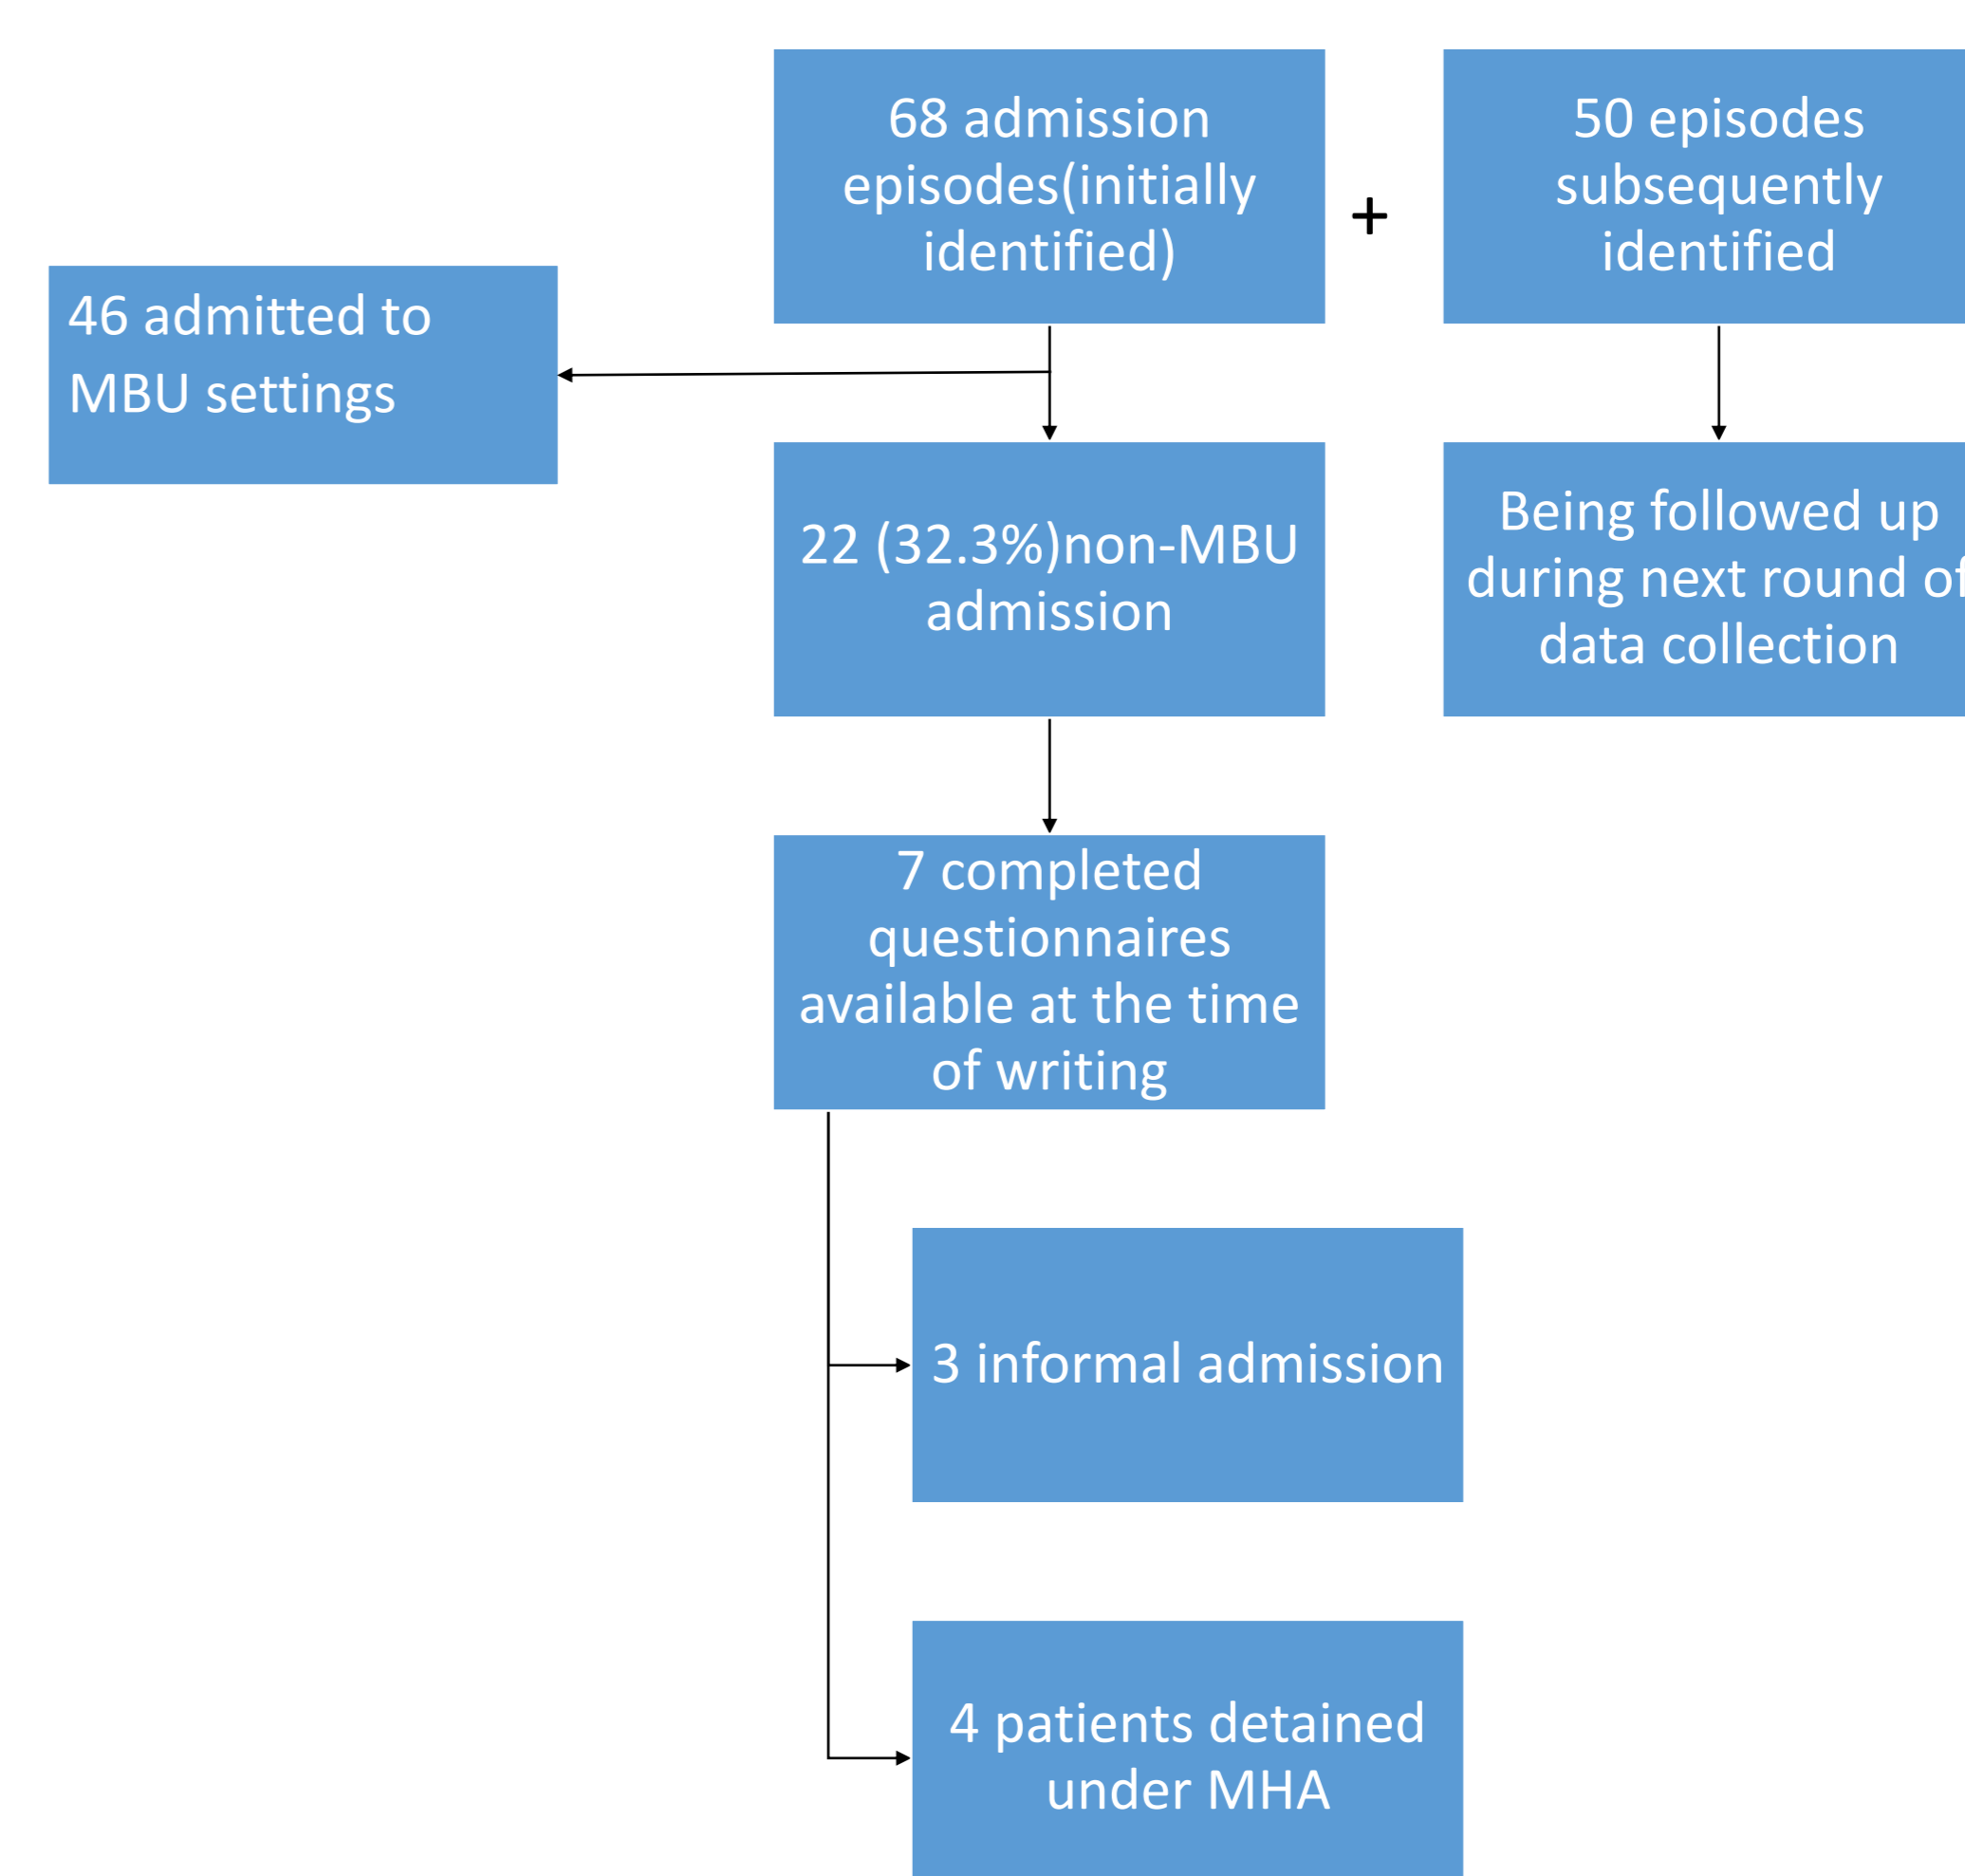 68 admission
episodes(initially
identified)
+
50 episodes
subsequently
identified
46 admitted to
MBU settings
22 (32.3%)non-MBU
admission
Being followed up
during next round of
data collection
7 completed
questionnaires
available at the time
of writing
3 informal admission
4 patients detained
under MHA